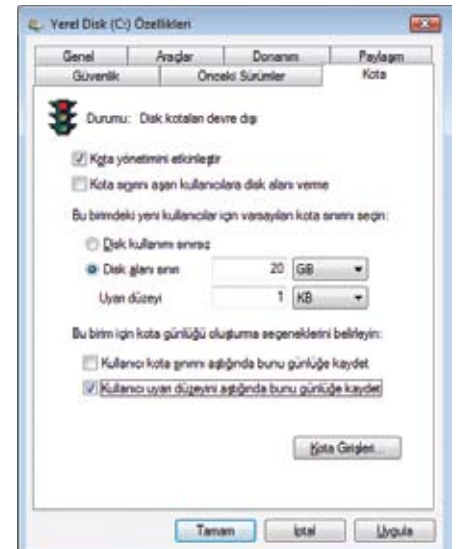 Yerel Disk (C:) Özellikleri
Genel Araçlar Donanım Paylaşım
Güvenlik Önceki Sürümler Kota
Durumu: Disk kotaları devre dışı
Kota yönetimini etkinleştir
Kota sınırını aşan kullanıcılara disk alanı verme
Bu birimdeki yeni kullanıcılar için varsayılan kota sınırını seçin:
Disk kullanımı sınırsız
Disk alanı sınırı 20 GB
Uyarı düzeyi 1 KB
Bu birim için kota günlüğü oluşturma seçeneklerini belirleyin:
Kullanıcı kota sınırını aştığında bunu günlüğe kaydet
Kullanıcı uyarı düzeyini aştığında bunu günlüğe kaydet
Kota Girişleri...
Tamam İptal Uygula